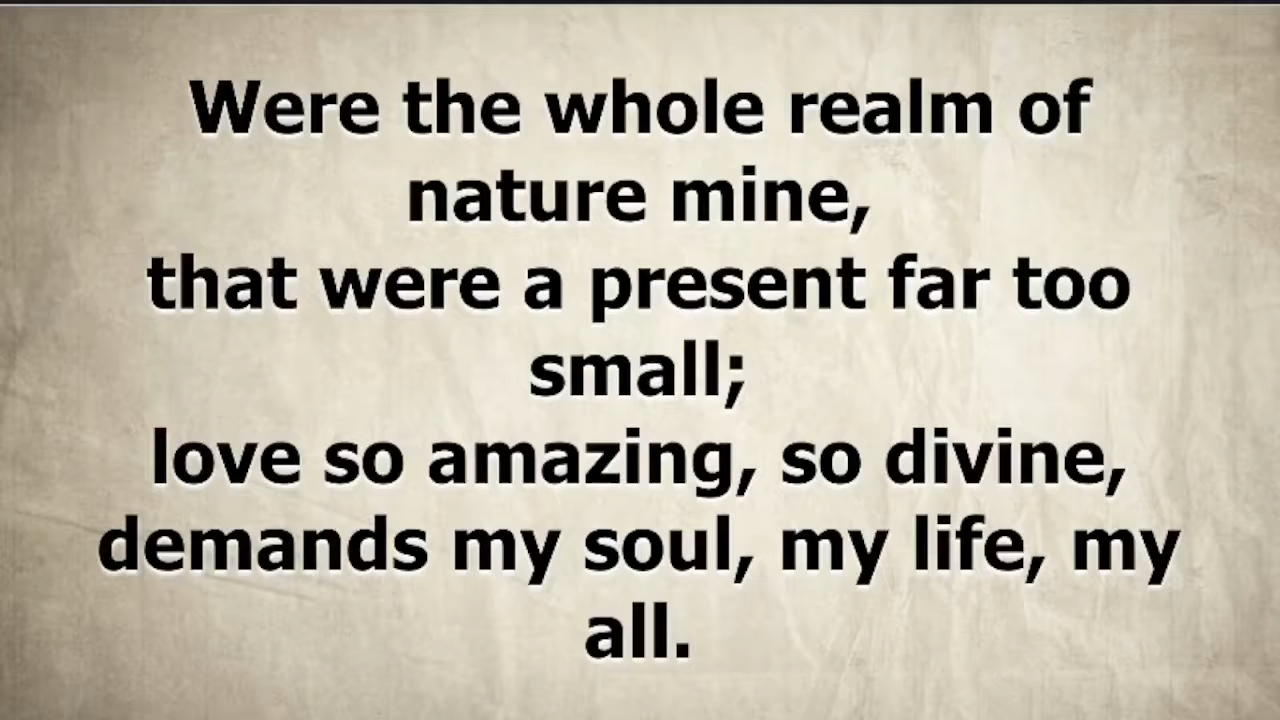 Were the whole realm of
nature mine,
that were a present far too
small;
love so amazing, so divine,
demands my soul, my life, my
all.